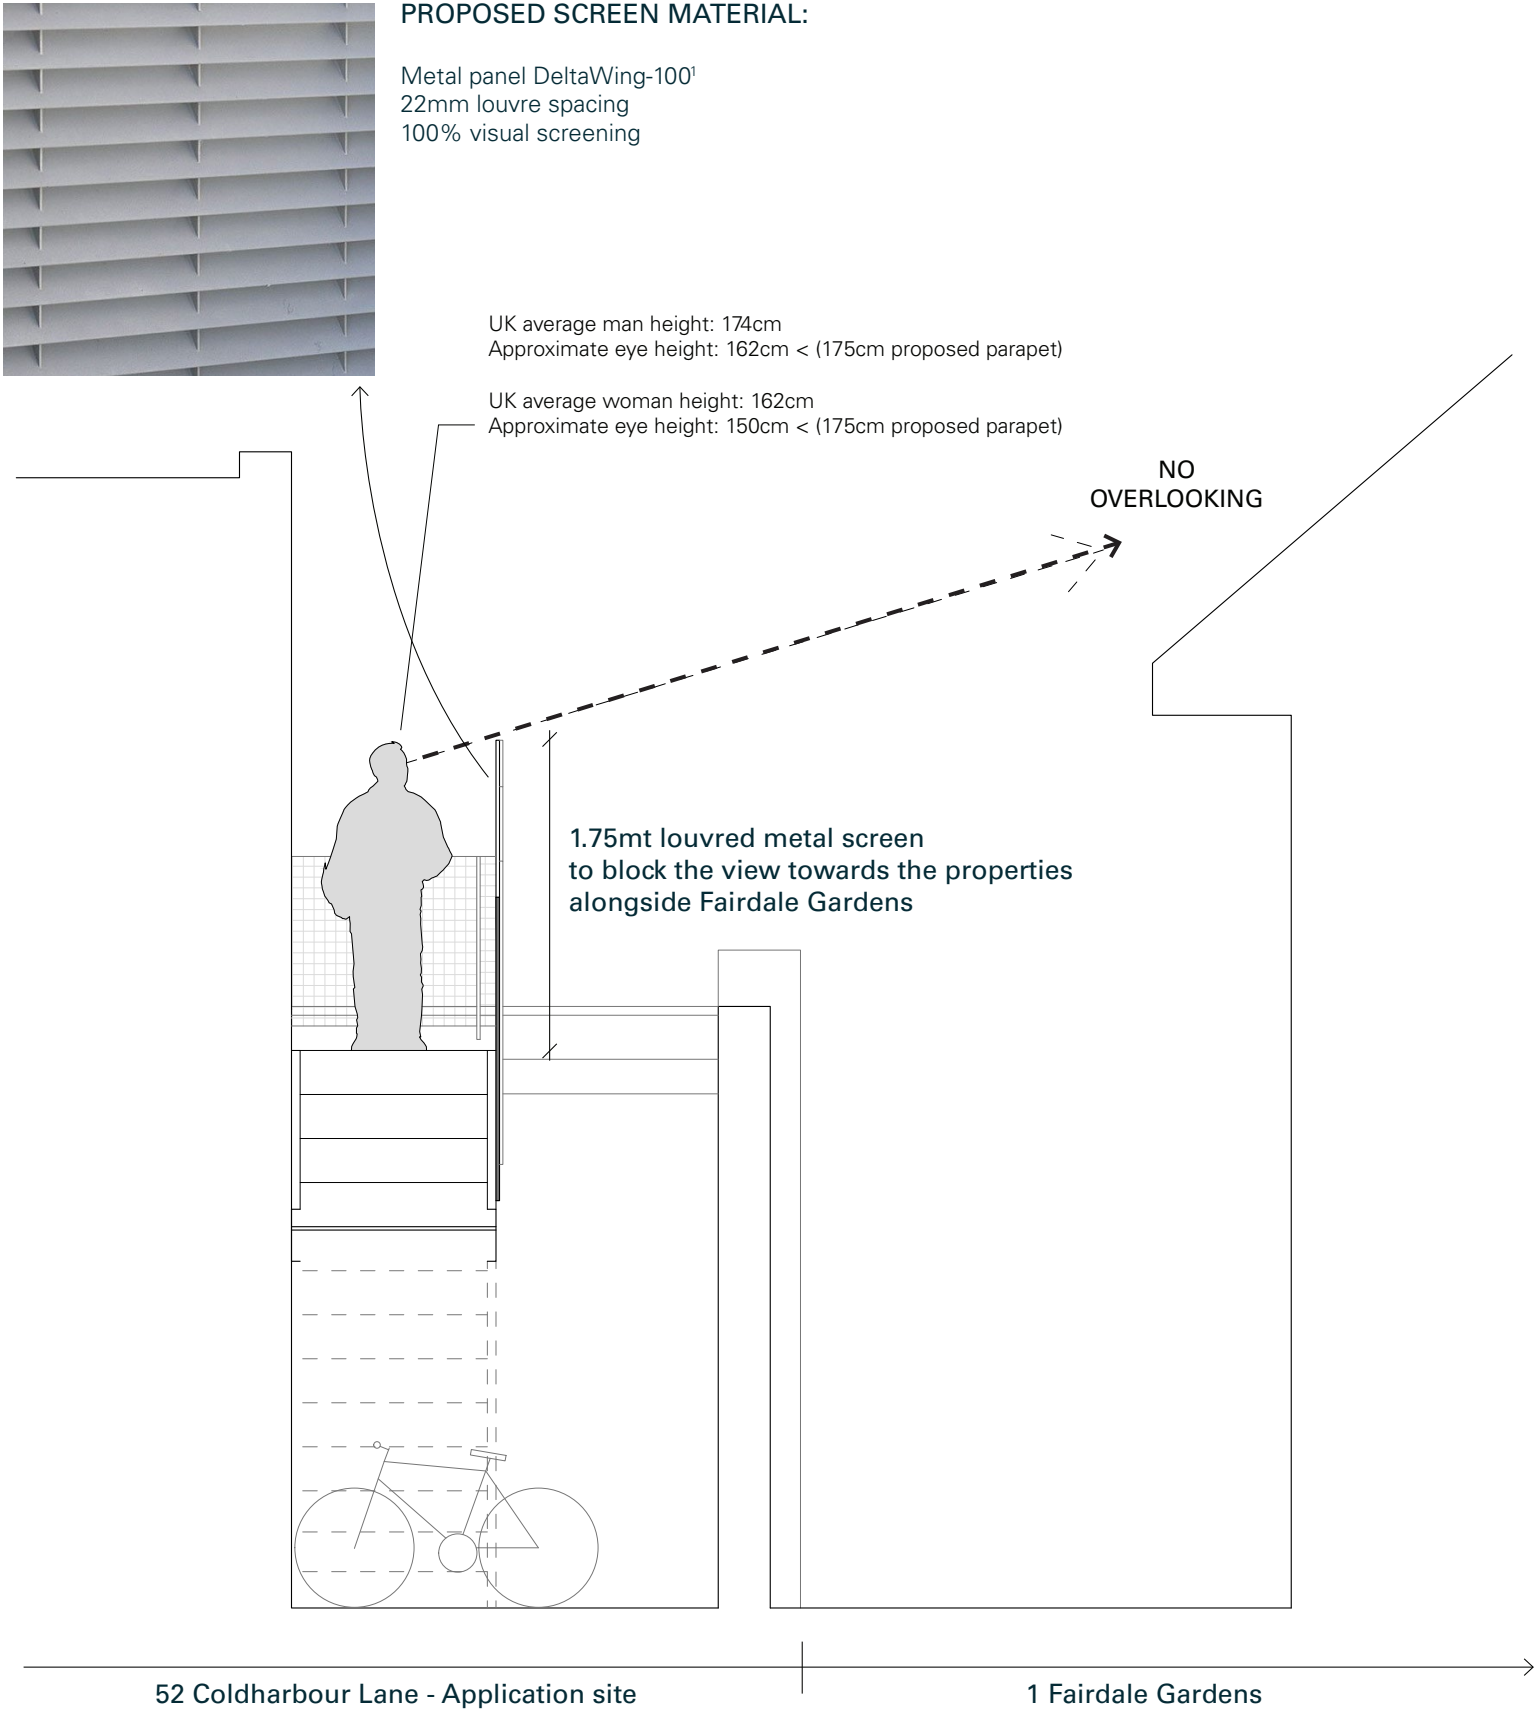 PROPOSED SCREEN MATERIAL:
Metal panel DeltaWing-100¹
22mm louvre spacing
100% visual screening
UK average man height: 174cm
Approximate eye height: 162cm < (175cm proposed parapet)
UK average woman height: 162cm
Approximate eye height: 150cm < (175cm proposed parapet)
NO
OVERLOOKING
1.75mt louvred metal screen
to block the view towards the properties
alongside Fairdale Gardens
52 Coldharbour Lane - Application site
1 Fairdale Gardens